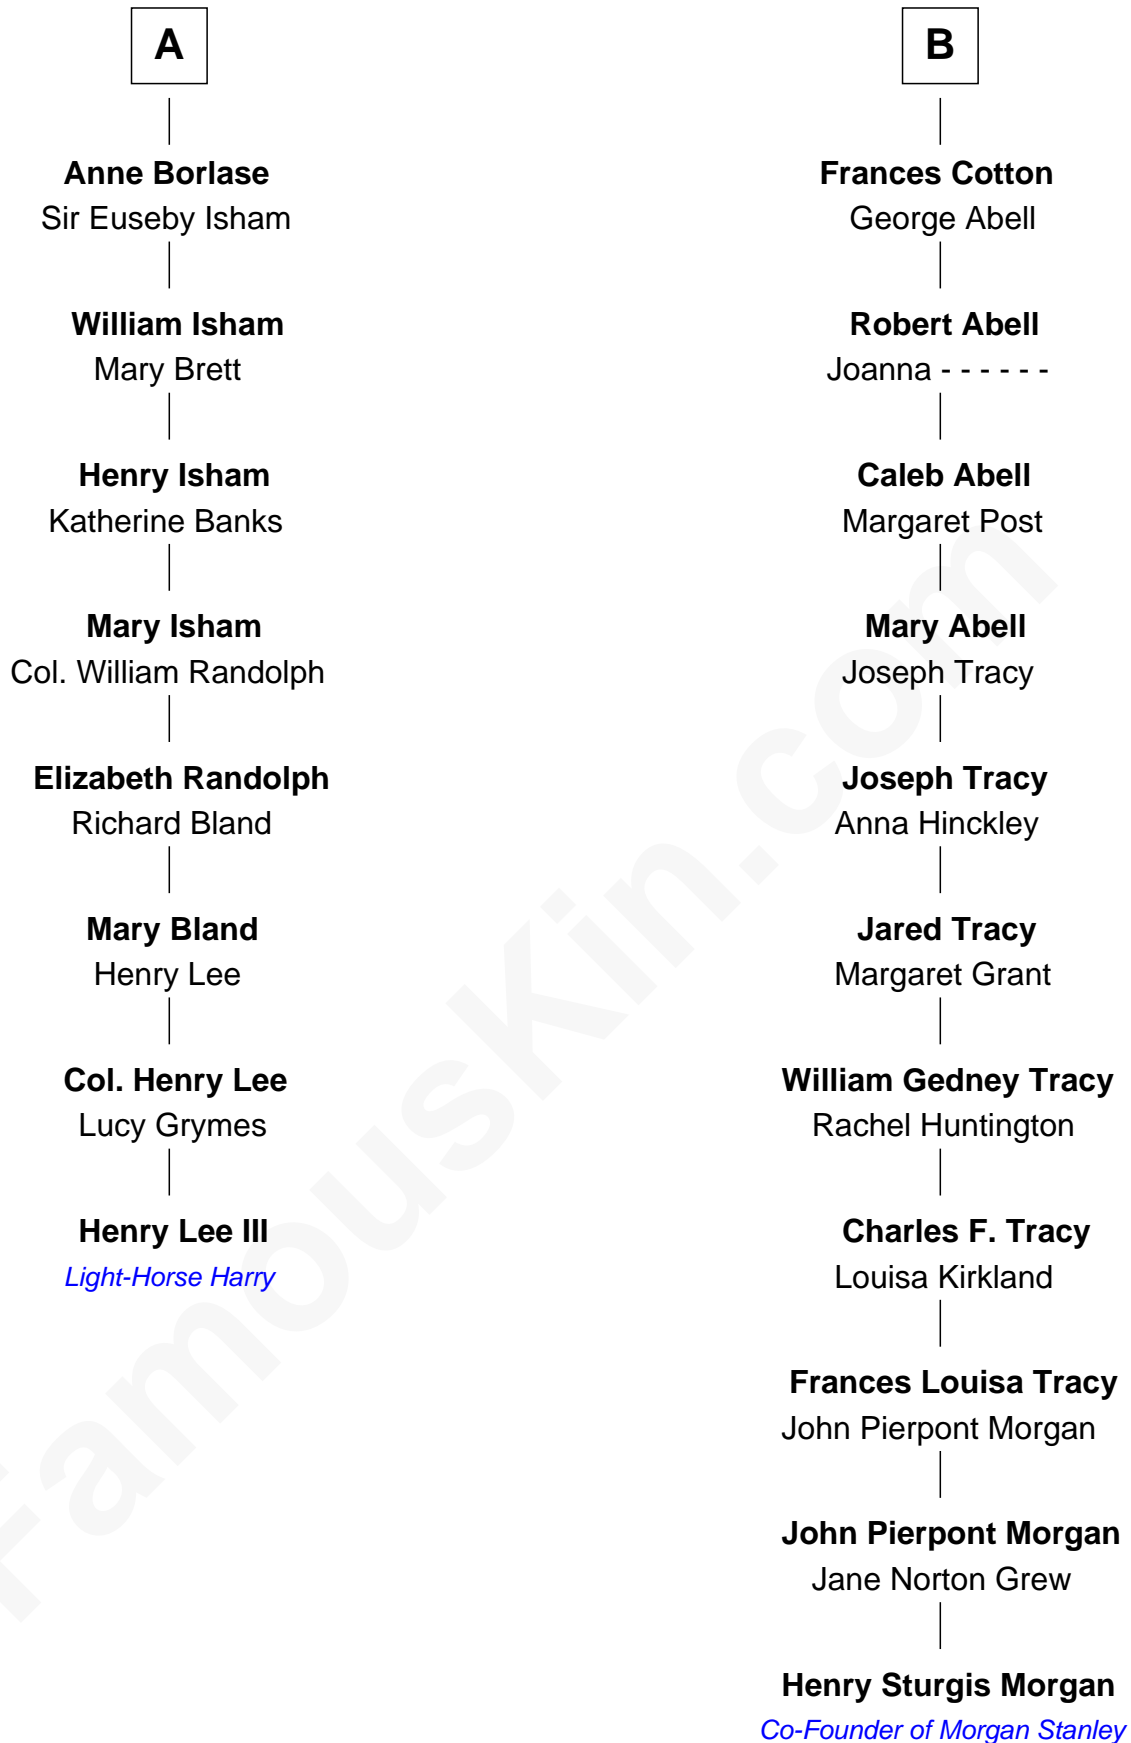 A
Anne Borlase
Sir Euseby Isham
William Isham
Mary Brett
Henry Isham
Katherine Banks
Mary Isham
Col. William Randolph
Elizabeth Randolph
Richard Bland
Mary Bland
Henry Lee
Col. Henry Lee
Lucy Grymes
Henry Lee III
Light-Horse Harry
B
Frances Cotton
George Abell
Robert Abell
Joanna - - - - - -
Caleb Abell
Margaret Post
Mary Abell
Joseph Tracy
Joseph Tracy
Anna Hinckley
Jared Tracy
Margaret Grant
William Gedney Tracy
Rachel Huntington
Charles F. Tracy
Louisa Kirkland
Frances Louisa Tracy
John Pierpont Morgan
John Pierpont Morgan
Jane Norton Grew
Henry Sturgis Morgan
Co-Founder of Morgan Stanley
FamousKin.com